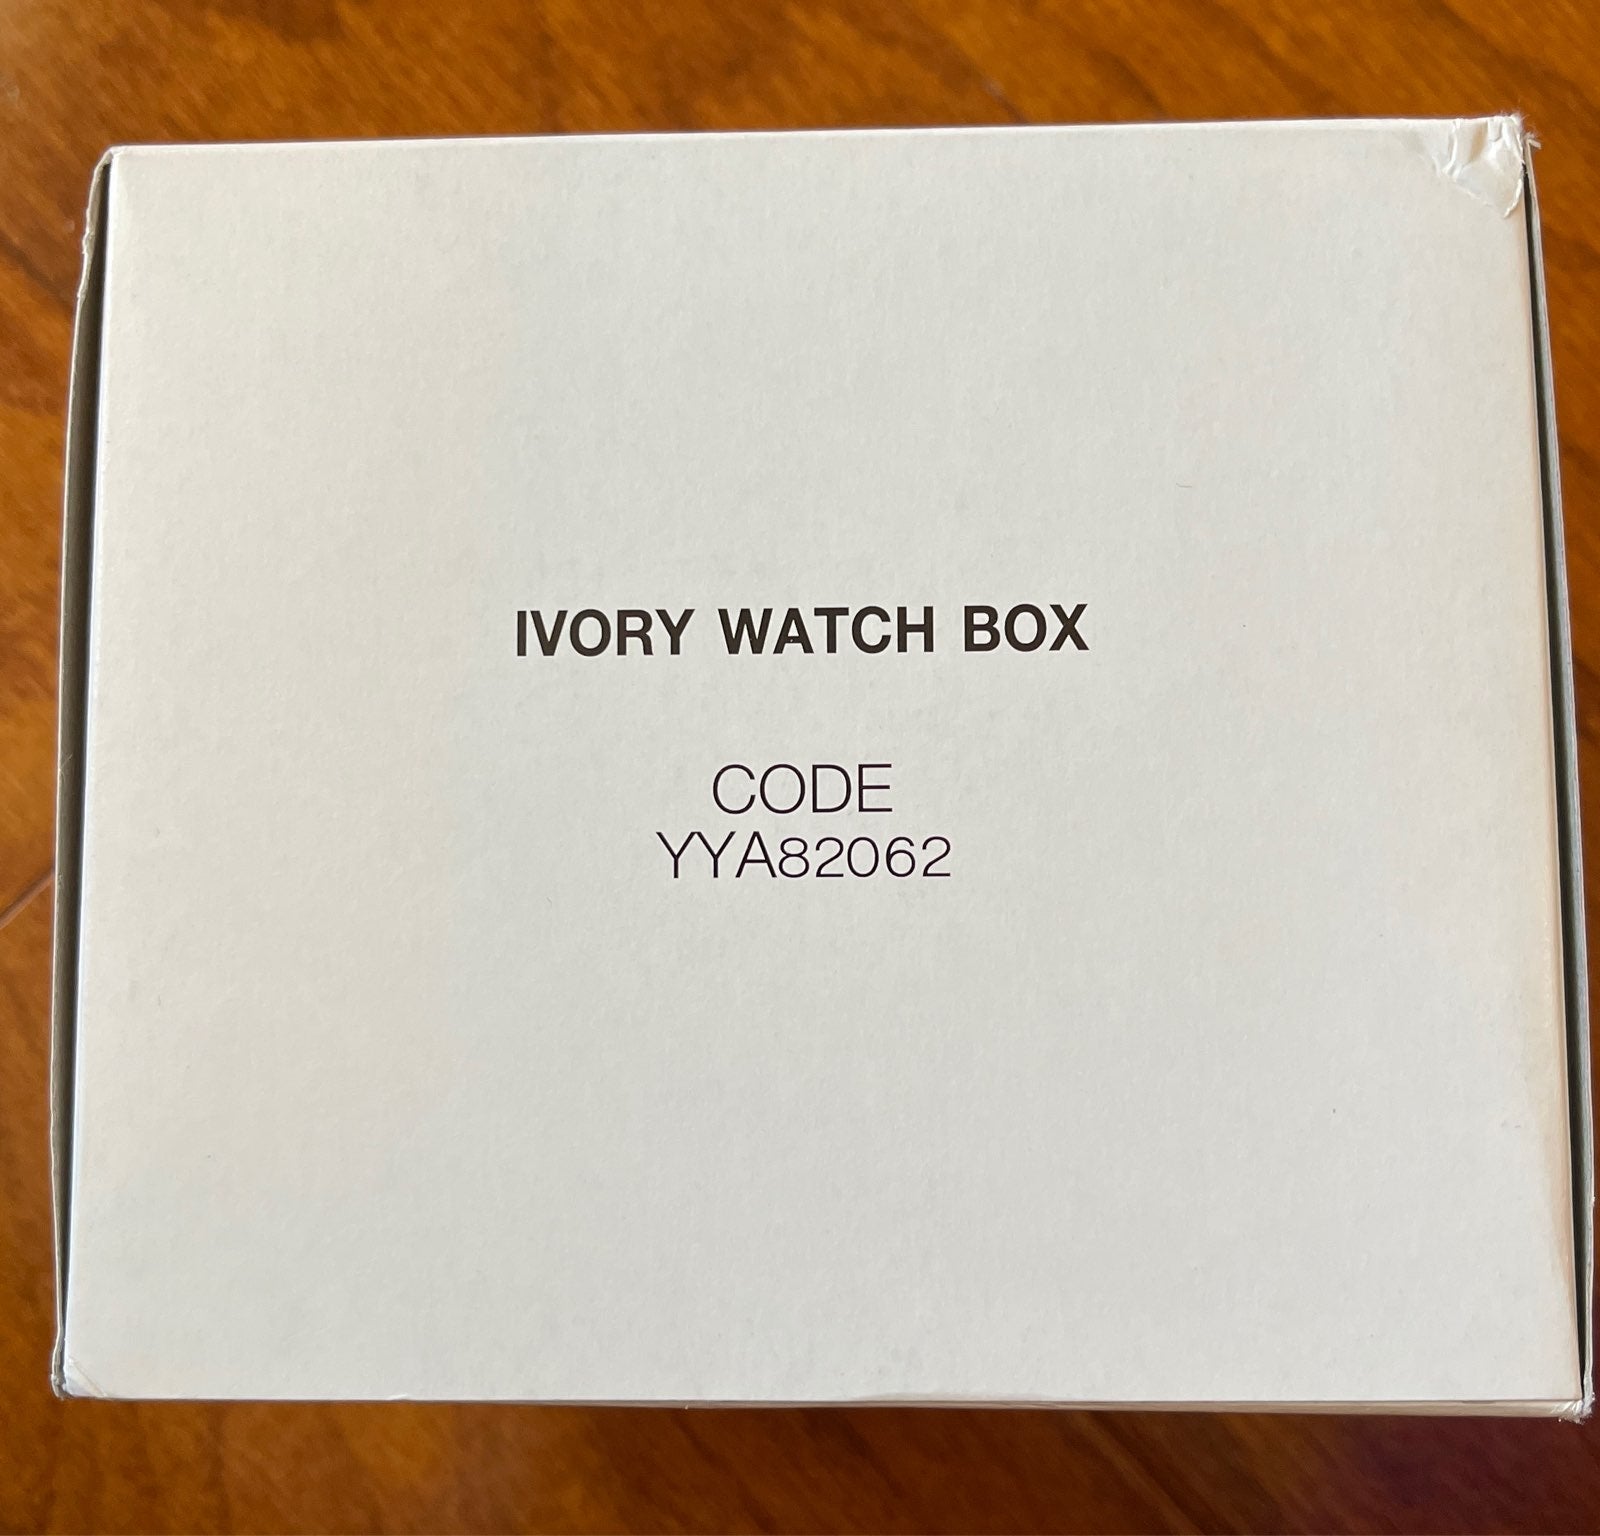 IVORY WATCH BOX
CODE
YYA82062